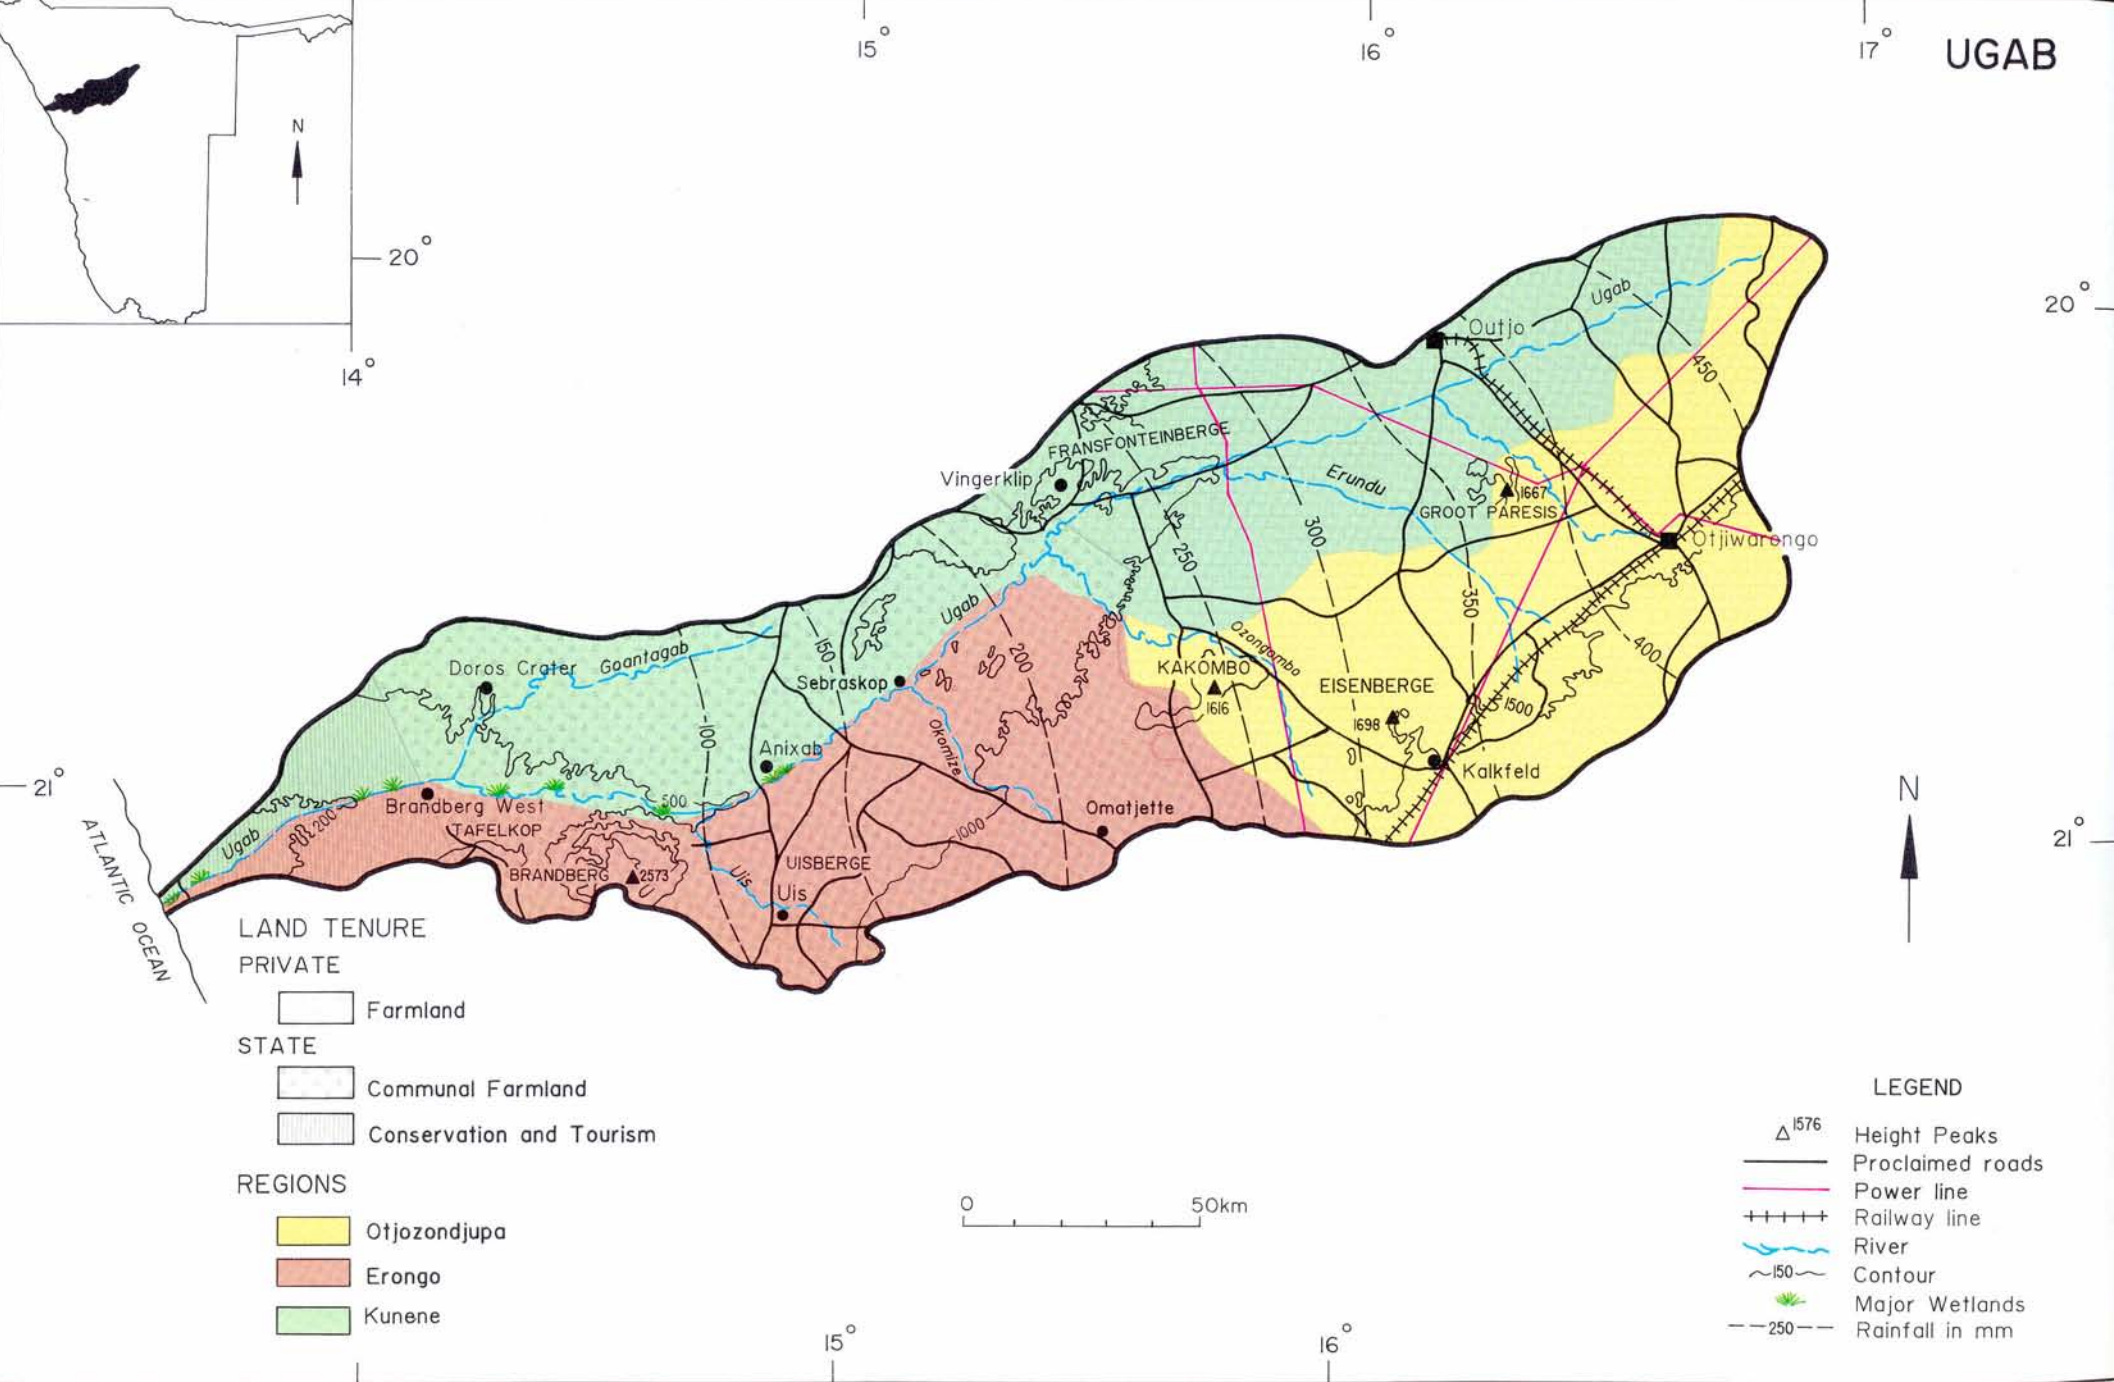 15°
16°
17°
UGAB
N
20°
14°
20°
Ugab
Outjo
450
FRANSFONTEINBERGE
Vingerklip
Erundu
1667
GROOT PARESIS
300
250
Otjiwarongo
Ugab
350
Ozongombo
400
150
200
Goantagab
Doros Crater
Sebraskop
KAKOMBO
1616
EISENBERGE
1698
1500
100
Anixab
Okomize
Kalkfeld
21°
500
Brandberg West
Omatjette
N
200
TAFELKOP
1000
21°
Ugab
BRANDBERG
2573
UISBERGE
Uis
Uis
ATLANTIC OCEAN
LAND TENURE
PRIVATE
Farmland
STATE
Communal Farmland
Conservation and Tourism
REGIONS
Otjozondjupa
Erongo
Kunene
0 50km
LEGEND
1576 Height Peaks
Proclaimed roads
Power line
Railway line
River
150 Contour
Major Wetlands
250 Rainfall in mm
15°
16°